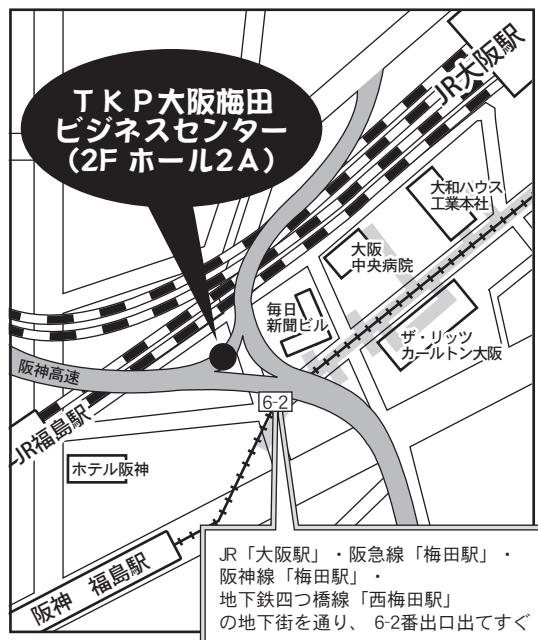 JR大阪駅
ＴＫＰ大阪梅田
ビジネスセンター
（2F ホール2Ａ）
大和ハウス
工業本社
大阪
中央病院
毎日
新聞ビル
ザ・リッツ
カールトン大阪
阪神高速
6-2
JR福島駅
ホテル阪神
阪神　福島駅
JR「大阪駅」・阪急線「梅田駅」・
阪神線「梅田駅」・
地下鉄四つ橋線「西梅田駅」
の地下街を通り、 6-2番出口出てすぐ